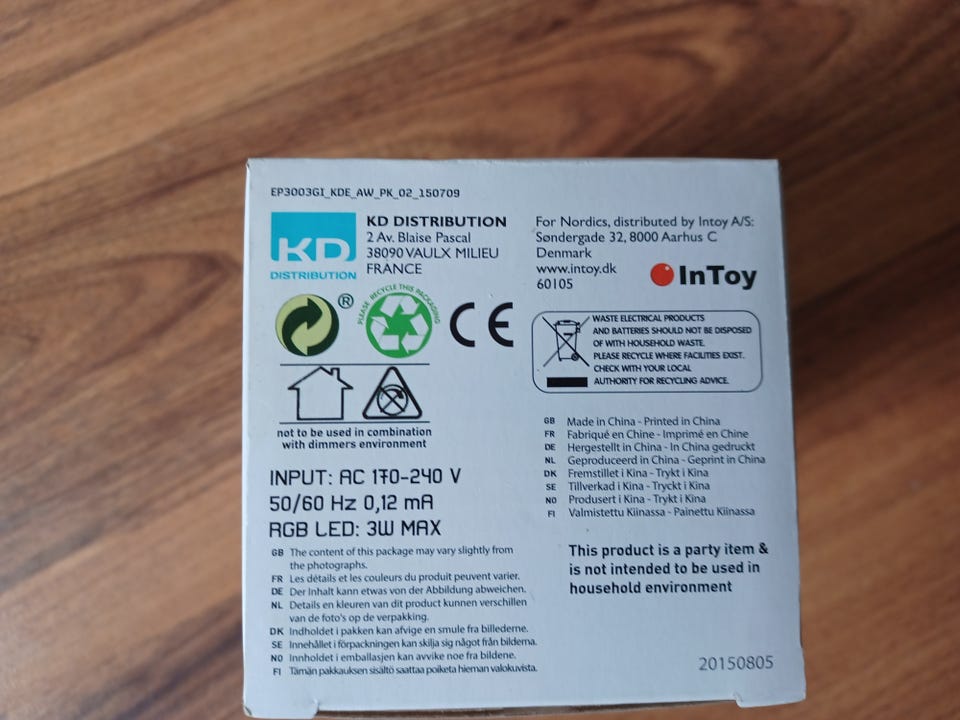 EP3003GI_KDE_AW_PK_02_150709
KD
DISTRIBUTION
KD DISTRIBUTION
2 Av. Blaise Pascal
38090 VAULX MILIEU
FRANCE
For Nordics, distributed by Intoy A/S:
Søndergade 32, 8000 Aarhus C
Denmark
www.intoy.dk
60105
InToy
®
PLEASE RECYCLE THIS PACKAGING
CE
WASTE ELECTRICAL PRODUCTS
AND BATTERIES SHOULD NOT BE DISPOSED
OF WITH HOUSEHOLD WASTE.
PLEASE RECYCLE WHERE FACILITIES EXIST.
CHECK WITH YOUR LOCAL
AUTHORITY FOR RECYCLING ADVICE.
not to be used in combination
with dimmers environment
INPUT: AC 170-240 V
50/60 Hz 0,12 mA
RGB LED: 3W MAX
GB The content of this package may vary slightly from
the photographs.
FR Les détails et les couleurs du produit peuvent varier.
DE Der Inhalt kann etwas von der Abbildung abweichen.
NL Details en kleuren van dit product kunnen verschillen
van de foto's op de verpakking.
DK Indholdet i pakken kan afvige en smule fra billederne.
SE Innehållet i förpackningen kan skilja sig något från bilderna.
NO Innholdet i emballasjen kan avvike noe fra bildene.
FI Tämän pakkauksen sisältö saattaa poiketa hieman valokuvista.
GB Made in China - Printed in China
FR Fabriqué en Chine - Imprimé en Chine
DE Hergestellt in China - In China gedruckt
NL Geproduceerd in China - Geprint in China
DK Fremstillet i Kina - Trykt i Kina
SE Tillverkad i Kina - Tryckt i Kina
NO Produsert i Kina - Trykt i Kina
FI Valmistettu Kiinassa - Painettu Kiinassa
This product is a party item &
is not intended to be used in
household environment
20150805